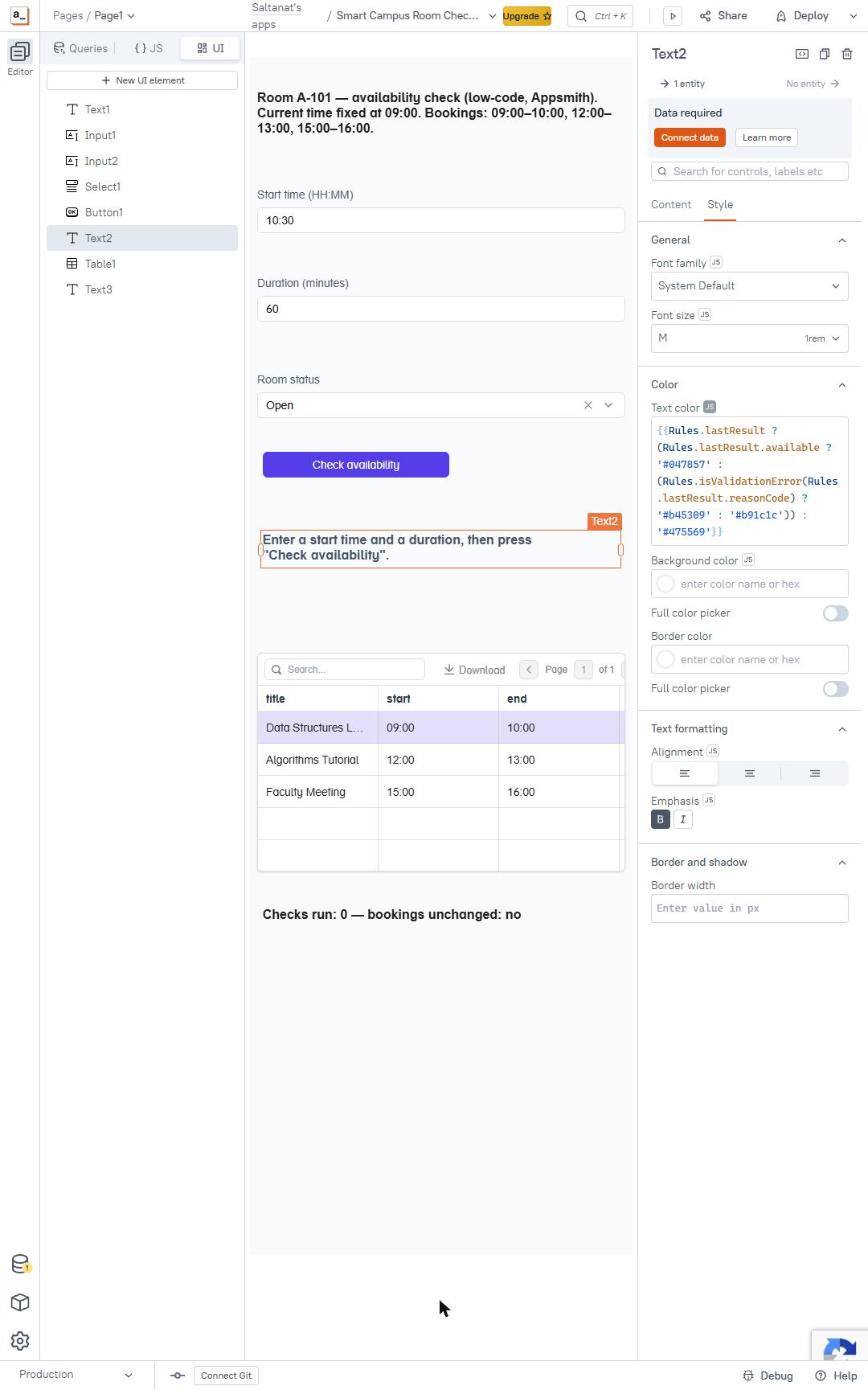 a_
Pages / Page1
Saltanat's apps / Smart Campus Room Chec...
Upgrade
Ctrl + K
Share
Deploy
Editor
Queries
{ } JS
UI
+ New UI element
Text1
Input1
Input2
Select1
Button1
Text2
Table1
Text3
Room A-101 — availability check (low-code, Appsmith).
Current time fixed at 09:00. Bookings: 09:00–10:00, 12:00–
13:00, 15:00–16:00.
Start time (HH:MM)
10:30
Duration (minutes)
60
Room status
Open
Check availability
Text2
Enter a start time and a duration, then press
"Check availability".
Search...
Download
Page 1 of 1
title start end
Data Structures L... 09:00 10:00
Algorithms Tutorial 12:00 13:00
Faculty Meeting 15:00 16:00
Checks run: 0 — bookings unchanged: no
Text2
1 entity
No entity
Data required
Connect data
Learn more
Search for controls, labels etc
Content
Style
General
Font family JS
System Default
Font size JS
M 1rem
Color
Text color JS
{{Rules.lastResult ?
(Rules.lastResult.available ?
'#047857' :
(Rules.isValidationError(Rules
.lastResult.reasonCode) ?
'#b45309' : '#b91c1c')) :
'#475569'}}
Background color JS
enter color name or hex
Full color picker
Border color
enter color name or hex
Full color picker
Text formatting
Alignment JS
Emphasis JS
B I
Border and shadow
Border width
Enter value in px
1
Production
Connect Git
Debug
Help